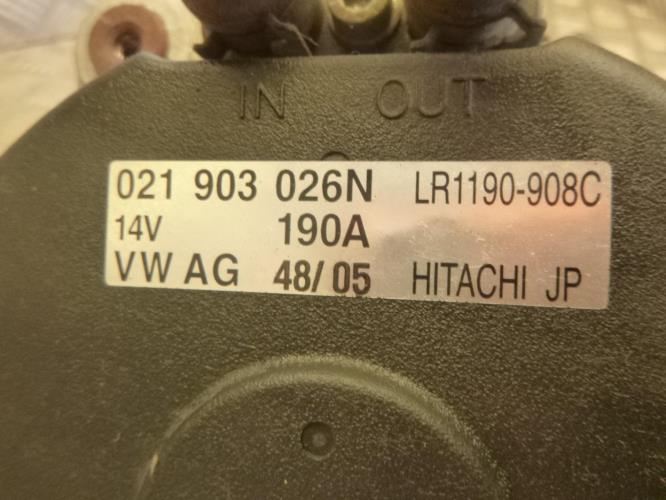 IN OUT
021 903 026N LR1190-908C
14V 190A
VW AG 48/05 HITACHI JP